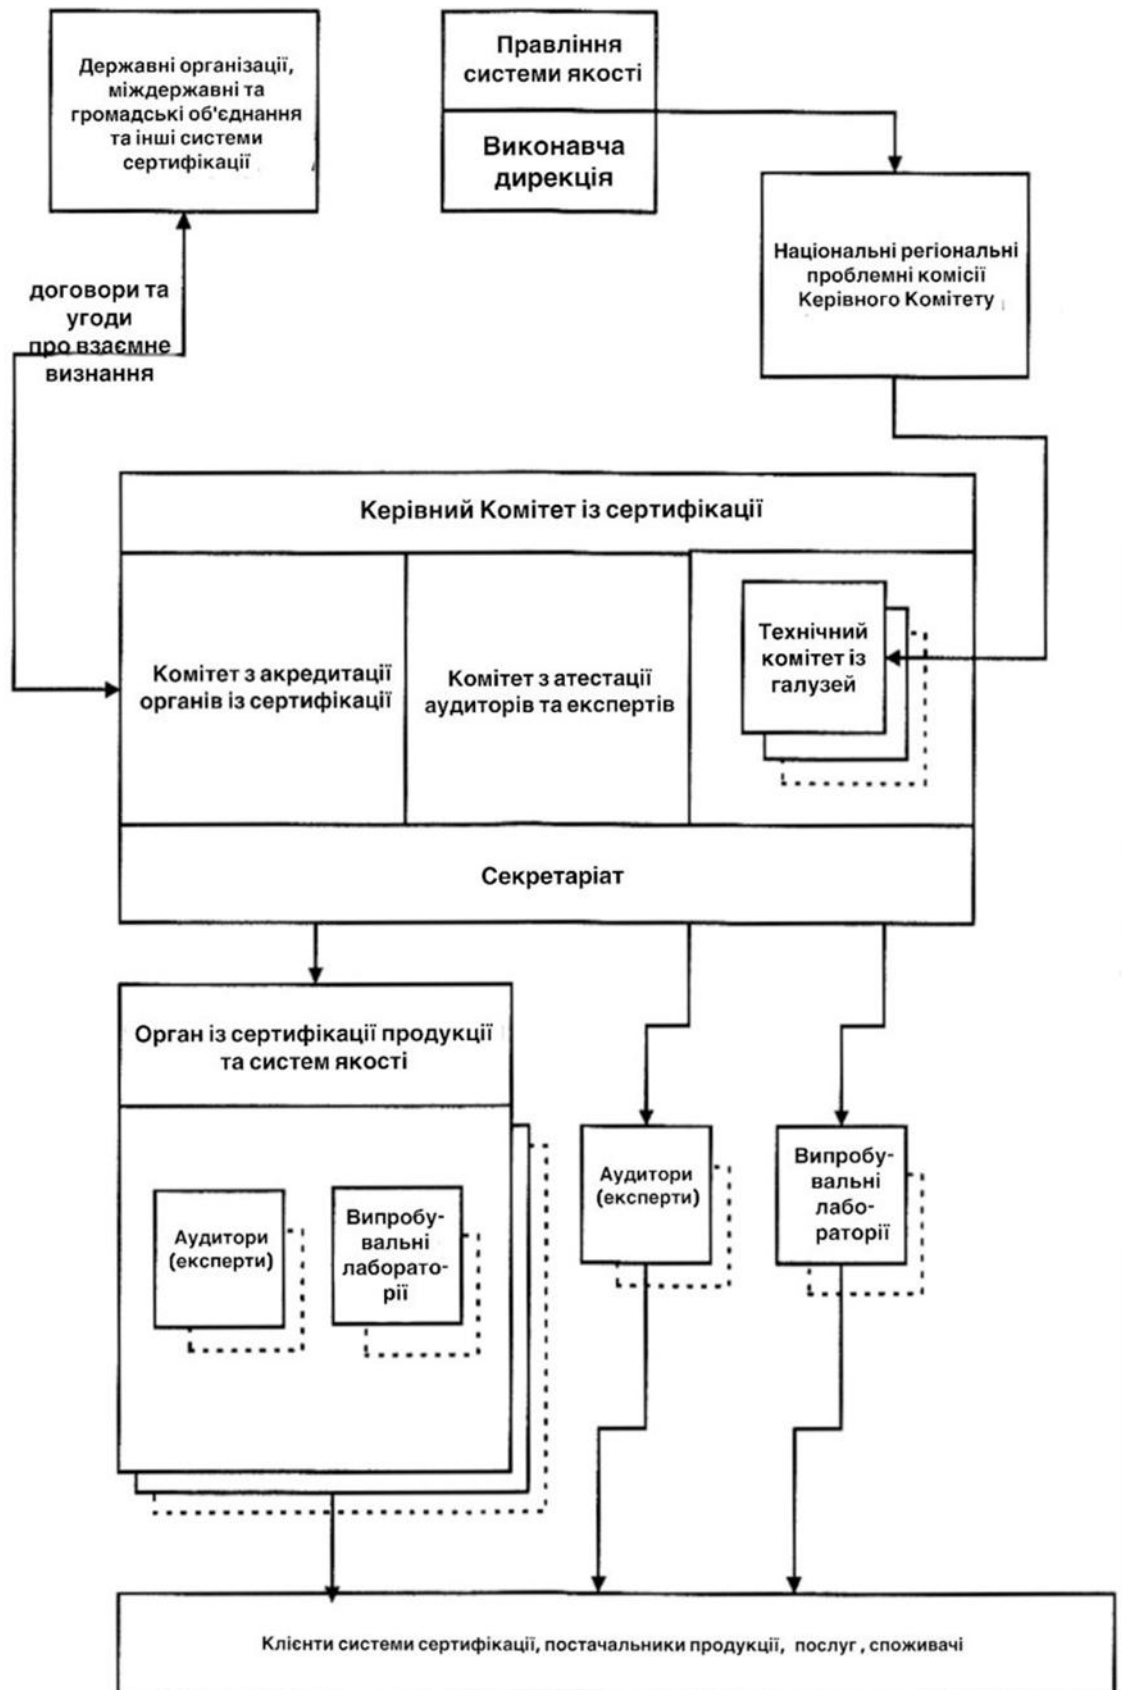 Державні організації,
міждержавні та
громадські об'єднання
та інші системи
сертифікації
Правління
системи якості
Виконавча
дирекція
Національні регіональні
проблемні комісії
Керівного Комітету
договори та
угоди
про взаємне
визнання
Керівний Комітет із сертифікації
Комітет з акредитації
органів із сертифікації
Комітет з атестації
аудиторів та експертів
Технічний
комітет із
галузей
Секретаріат
Орган із сертифікації продукції
та систем якості
Аудитори
(експерти)
Випробу-
вальні
лаборато-
рії
Аудитори
(експерти)
Випробу-
вальні
лабо-
раторії
Клієнти системи сертифікації, постачальники продукції, послуг , споживачі